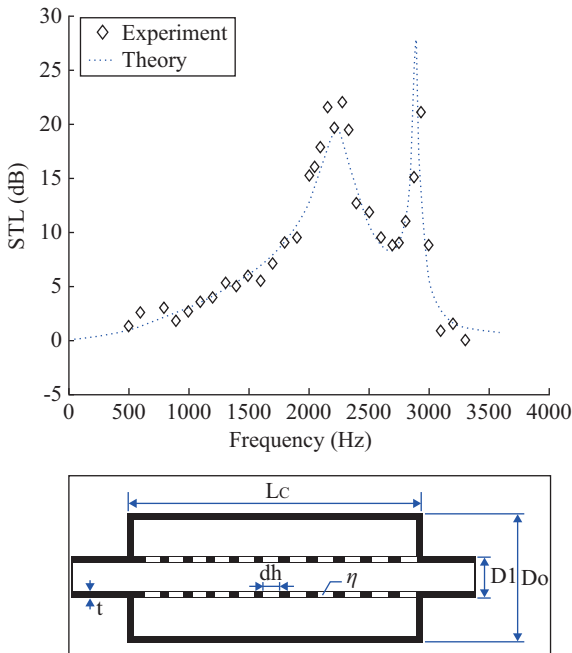 30
25
20
15
10
5
0
-5
STL (dB)
Experiment
Theory
0 500 1000 1500 2000 2500 3000 3500 4000
Frequency (Hz)
Lc
dh
η
t
D1
Do